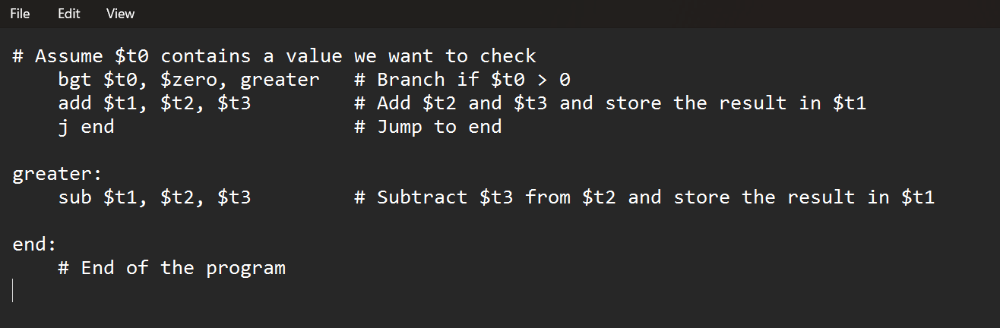 File Edit View
# Assume $t0 contains a value we want to check
    bgt $t0, $zero, greater   # Branch if $t0 > 0
    add $t1, $t2, $t3         # Add $t2 and $t3 and store the result in $t1
    j end                     # Jump to end
greater:
    sub $t1, $t2, $t3         # Subtract $t3 from $t2 and store the result in $t1
end:
    # End of the program